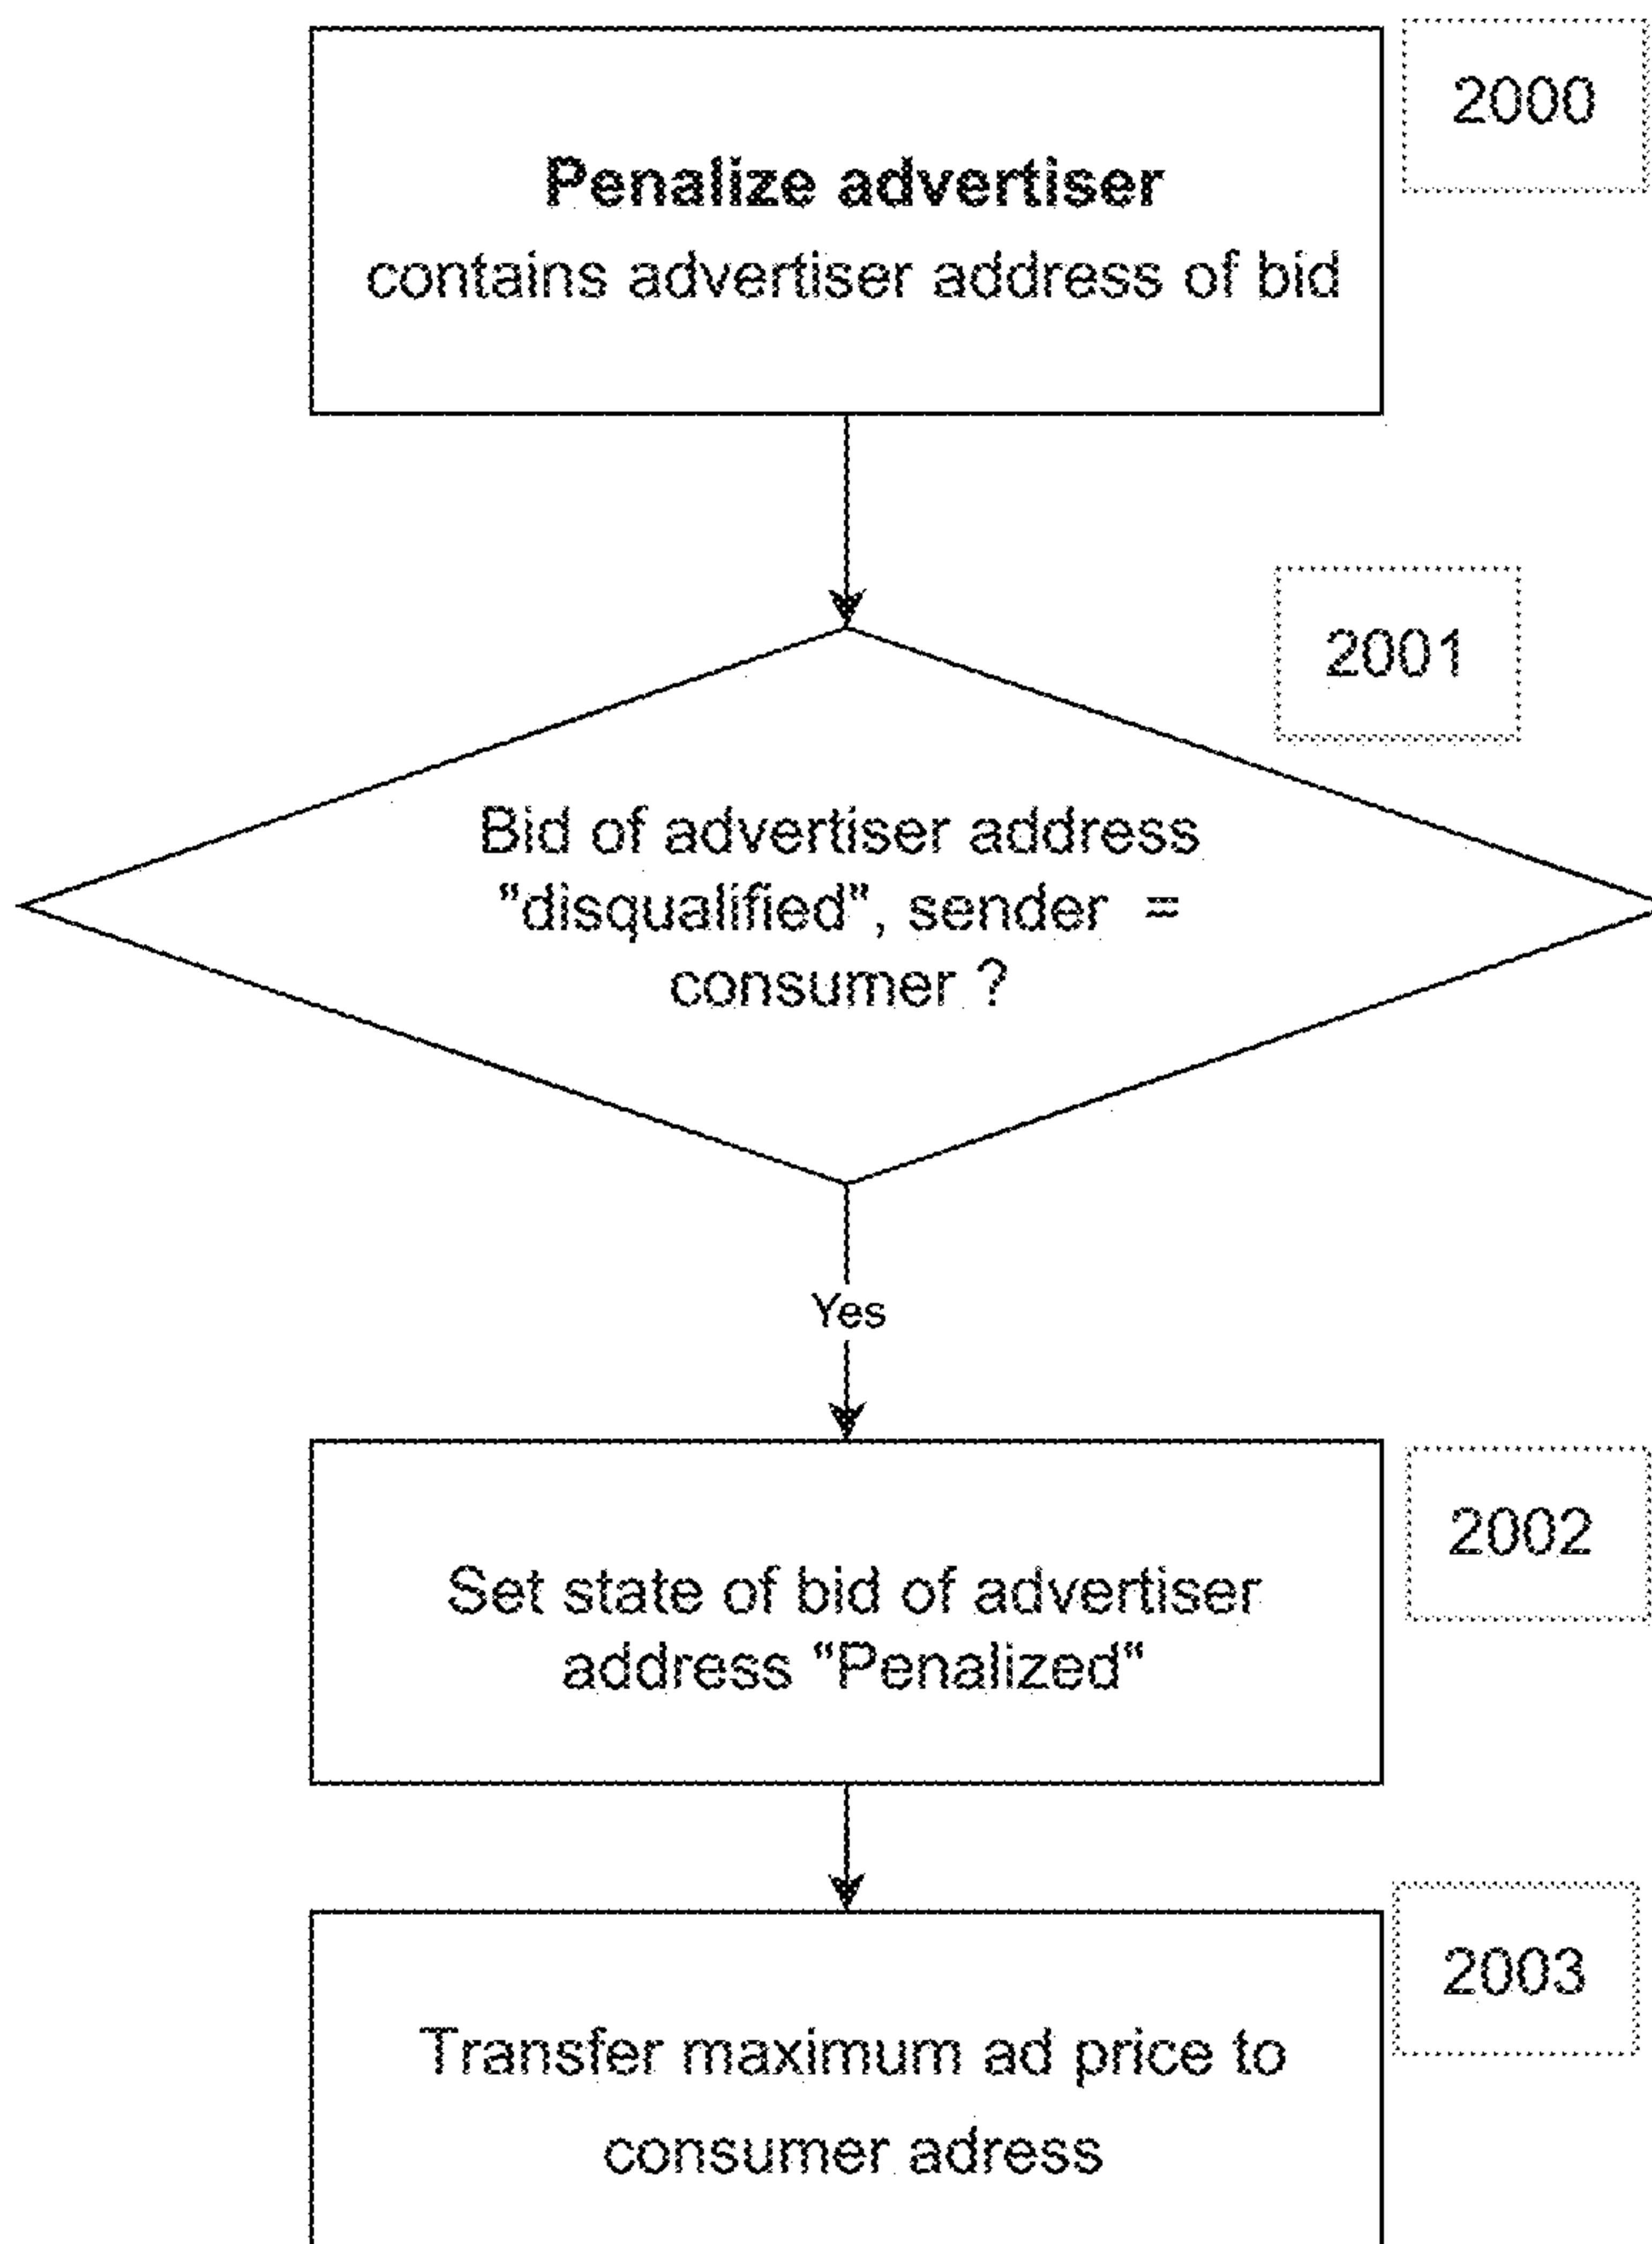 2000
Penalize advertiser
contains advertiser address of bid
2001
Bid of advertiser address
"disqualified", sender =
consumer ?
Yes
2002
Set state of bid of advertiser
address "Penalized"
2003
Transfer maximum ad price to
consumer adress